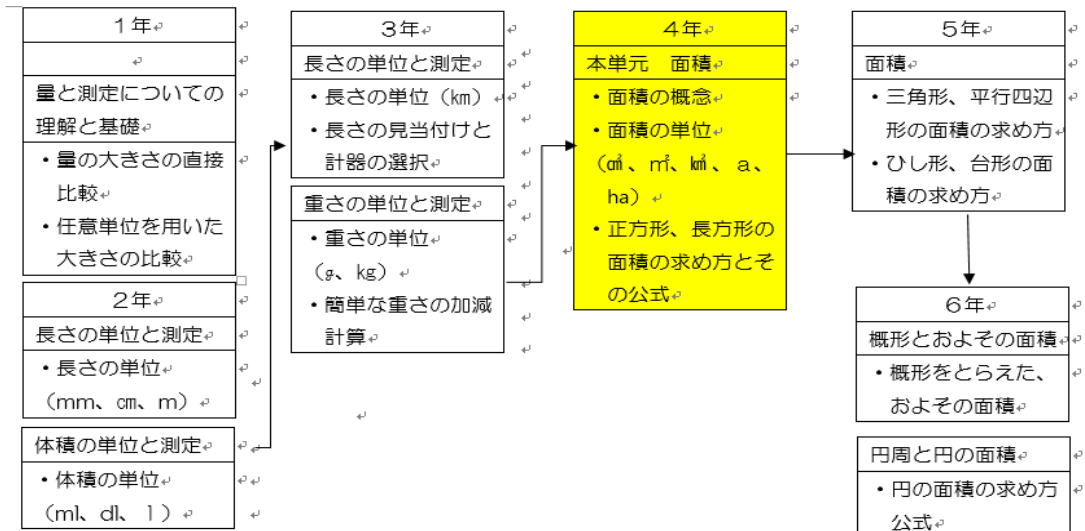 1年
量と測定についての
理解と基礎
・量の大きさの直接
比較
・任意単位を用いた
大きさの比較
2年
長さの単位と測定
・長さの単位
(mm、㎝、m)
体積の単位と測定
・体積の単位
(ml、dl、l)
3年
長さの単位と測定
・長さの単位(km)
・長さの見当付けと
計器の選択
重さの単位と測定
・重さの単位
(g、kg)
・簡単な重さの加減
計算
4年
本単元 面積
・面積の概念
・面積の単位
(㎠、㎡、㎢、a、
ha)
・正方形、長方形の
面積の求め方とそ
の公式
5年
面積
・三角形、平行四辺
形の面積の求め方
・ひし形、台形の面
積の求め方
6年
概形とおよその面積
・概形をとらえた、
およその面積
円周と円の面積
・円の面積の求め方
公式